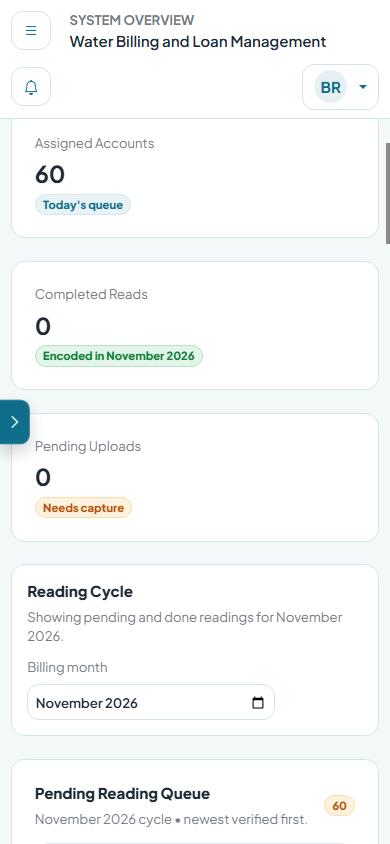 SYSTEM OVERVIEW
Water Billing and Loan Management
BR
Assigned Accounts
60
Today's queue
Completed Reads
0
Encoded in November 2026
Pending Uploads
0
Needs capture
Reading Cycle
Showing pending and done readings for November
2026.
Billing month
November 2026
Pending Reading Queue
60
November 2026 cycle • newest verified first.